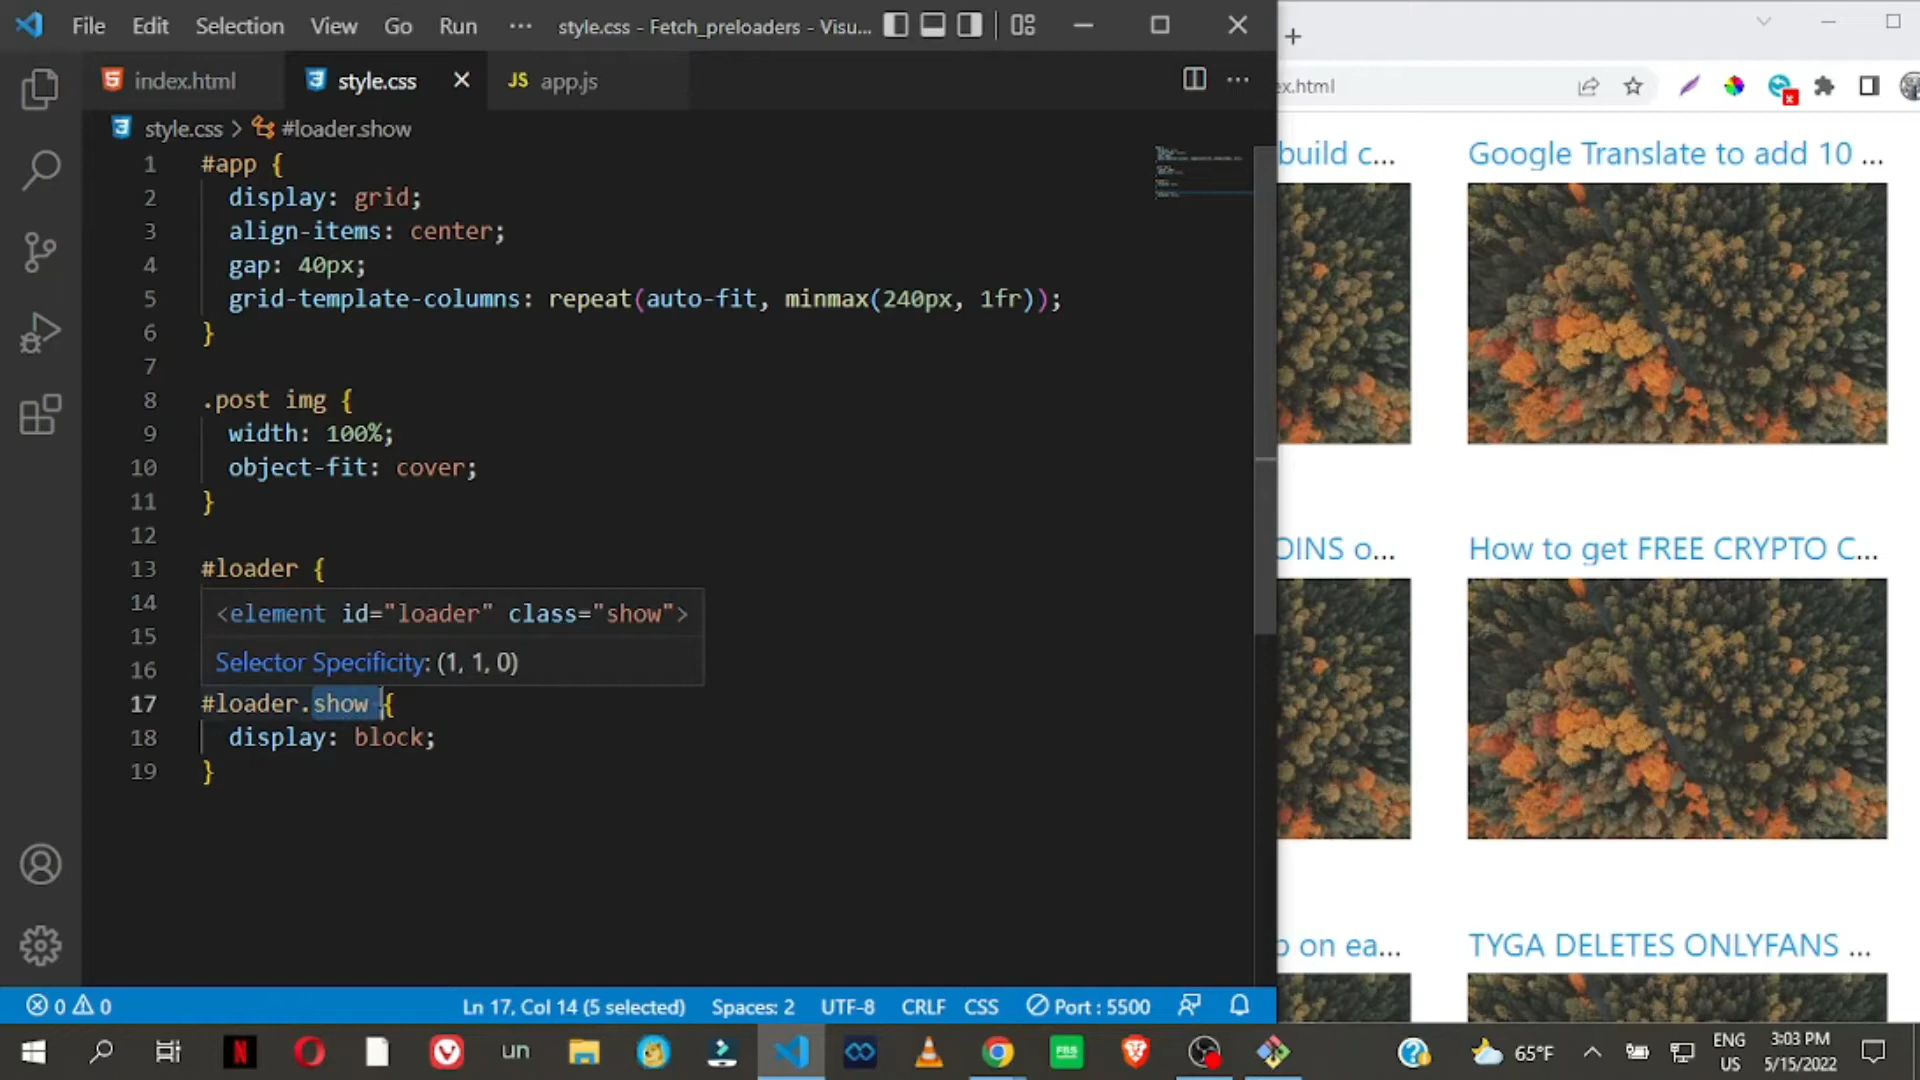 File Edit Selection View Go Run ··· style.css - Fetch_preloaders - Visu...
index.html style.css JS app.js
style.css > #loader.show
1 #app {
2 display: grid;
3 align-items: center;
4 gap: 40px;
5 grid-template-columns: repeat(auto-fit, minmax(240px, 1fr));
6 }
7
8 .post img {
9 width: 100%;
10 object-fit: cover;
11 }
12
13 #loader {
14 <element id="loader" class="show">
15
16 Selector Specificity: (1, 1, 0)
17 #loader.show {
18 display: block;
19 }
0 0 Ln 17, Col 14 (5 selected) Spaces: 2 UTF-8 CRLF CSS Port : 5500
ex.html
build c... Google Translate to add 10 ...
OINS o... How to get FREE CRYPTO C...
on ea... TYGA DELETES ONLYFANS ...
N un FBS 65°F ENG US 3:03 PM 5/15/2022